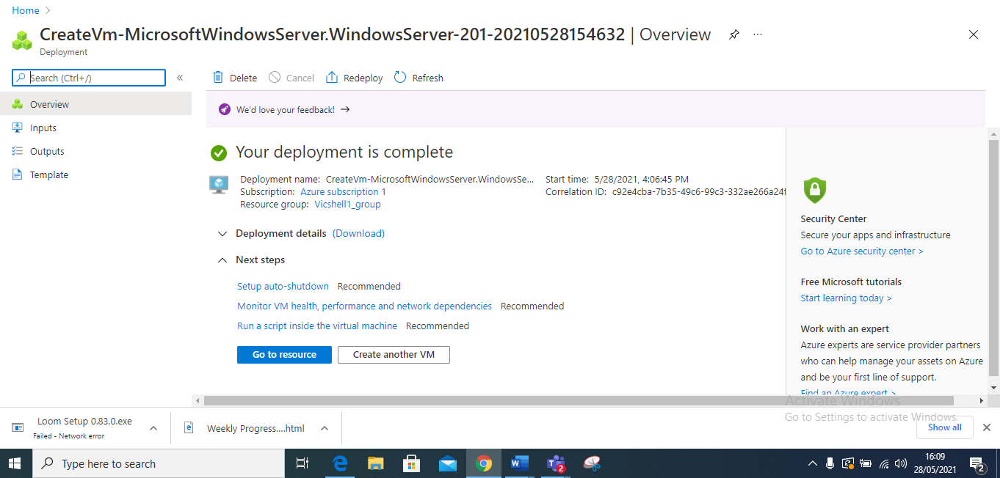 Home
CreateVm-MicrosoftWindowsServer.WindowsServer-201-20210528154632 | Overview
Deployment
Search (Ctrl+/)
Overview
Inputs
Outputs
Template
Delete Cancel Redeploy Refresh
We'd love your feedback! →
Your deployment is complete
Deployment name: CreateVm-MicrosoftWindowsServer.WindowsSe...
Subscription: Azure subscription 1
Resource group: Vicshell1_group
Start time: 5/28/2021, 4:06:45 PM
Correlation ID: c92e4cba-7b35-49c6-99c3-332ae266a24f
Deployment details (Download)
Next steps
Setup auto-shutdown Recommended
Monitor VM health, performance and network dependencies Recommended
Run a script inside the virtual machine Recommended
Go to resource Create another VM
Security Center
Secure your apps and infrastructure
Go to Azure security center >
Free Microsoft tutorials
Start learning today >
Work with an expert
Azure experts are service provider partners
who can help manage your assets on Azure
and be your first line of support.
Find an Azure expert >
Activate Windows
Go to Settings to activate Windows.
Loom Setup 0.83.0.exe
Failed - Network error
Weekly Progress....html
Show all
Type here to search
2
16:09
28/05/2021
2